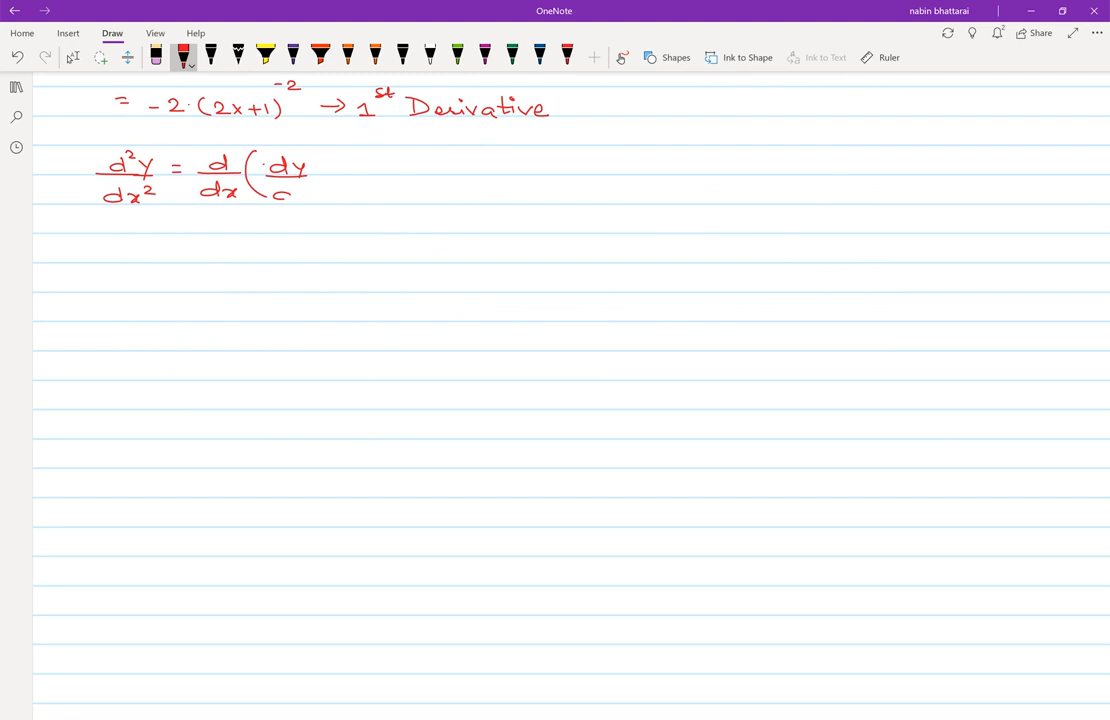 OneNote
nabin bhattarai
Home Insert Draw View Help
Share
Shapes Ink to Shape Ink to Text Ruler
= -2·(2x+1)⁻² → 1st Derivative
d²y/dx² = d/dx (dy/